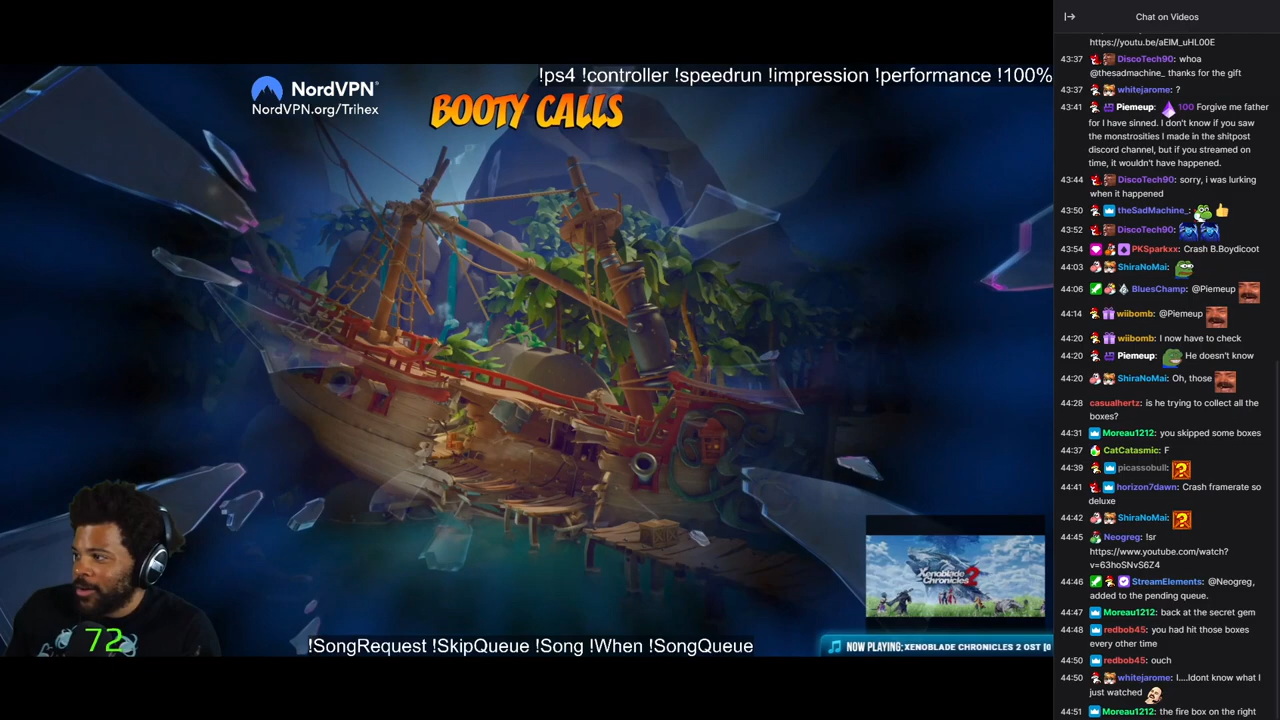 Chat on Videos
https://youtu.be/aElM_uHL00E
43:37 DiscoTech90: whoa
@thesadmachine_ thanks for the gift
43:37 whitejarome: ?
43:41 Piemeup: 100 Forgive me father
for I have sinned. I don't know if you saw
the monstrosities I made in the shitpost
discord channel, but if you streamed on
time, it wouldn't have happened.
43:44 DiscoTech90: sorry, i was lurking
when it happened
43:50 theSadMachine_:
43:52 DiscoTech90:
43:54 PKSparkxx: Crash B.Boydicoot
44:03 ShiraNoMai:
44:06 BluesChamp: @Piemeup
44:14 wiibomb: @Piemeup
44:20 wiibomb: I now have to check
44:20 Piemeup: He doesn't know
44:20 ShiraNoMai: Oh, those
44:28 casualhertz: is he trying to collect all the
boxes?
44:31 Moreau1212: you skipped some boxes
44:37 CatCatasmic: F
44:39 picassobull:
44:41 horizon7dawn: Crash framerate so
deluxe
44:42 ShiraNoMai:
44:45 Neogreg: !sr
https://www.youtube.com/watch?
v=63hoSNvS6Z4
44:46 StreamElements: @Neogreg,
added to the pending queue.
44:47 Moreau1212: back at the secret gem
44:48 redbob45: you had hit those boxes
every other time
44:50 redbob45: ouch
44:50 whitejarome: I....Idont know what I
just watched
44:51 Moreau1212: the fire box on the right
!ps4 !controller !speedrun !impression !performance !100%
NordVPN®
NordVPN.org/Trihex
BOOTY CALLS
Xenoblade
Chronicles 2
72
!SongRequest !SkipQueue !Song !When !SongQueue
NOW PLAYING: XENOBLADE CHRONICLES 2 OST